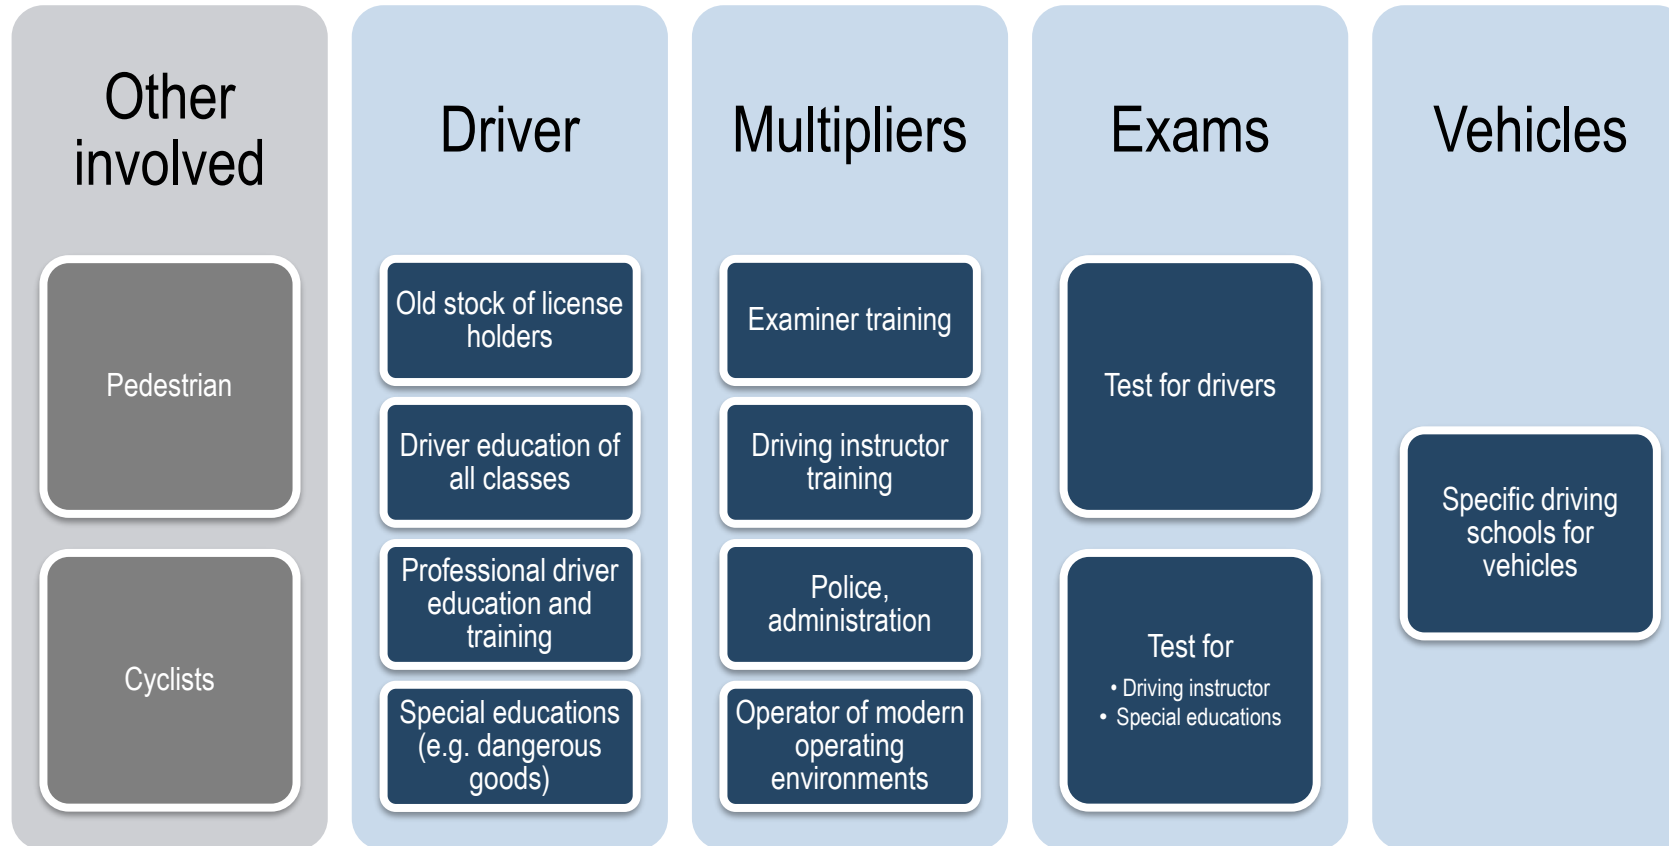 Other
involved
Pedestrian
Cyclists
Driver
Old stock of license
holders
Driver education of
all classes
Professional driver
education and
training
Special educations
(e.g. dangerous
goods)
Multipliers
Examiner training
Driving instructor
training
Police,
administration
Operator of modern
operating
environments
Exams
Test for drivers
Test for
• Driving instructor
• Special educations
Vehicles
Specific driving
schools for
vehicles